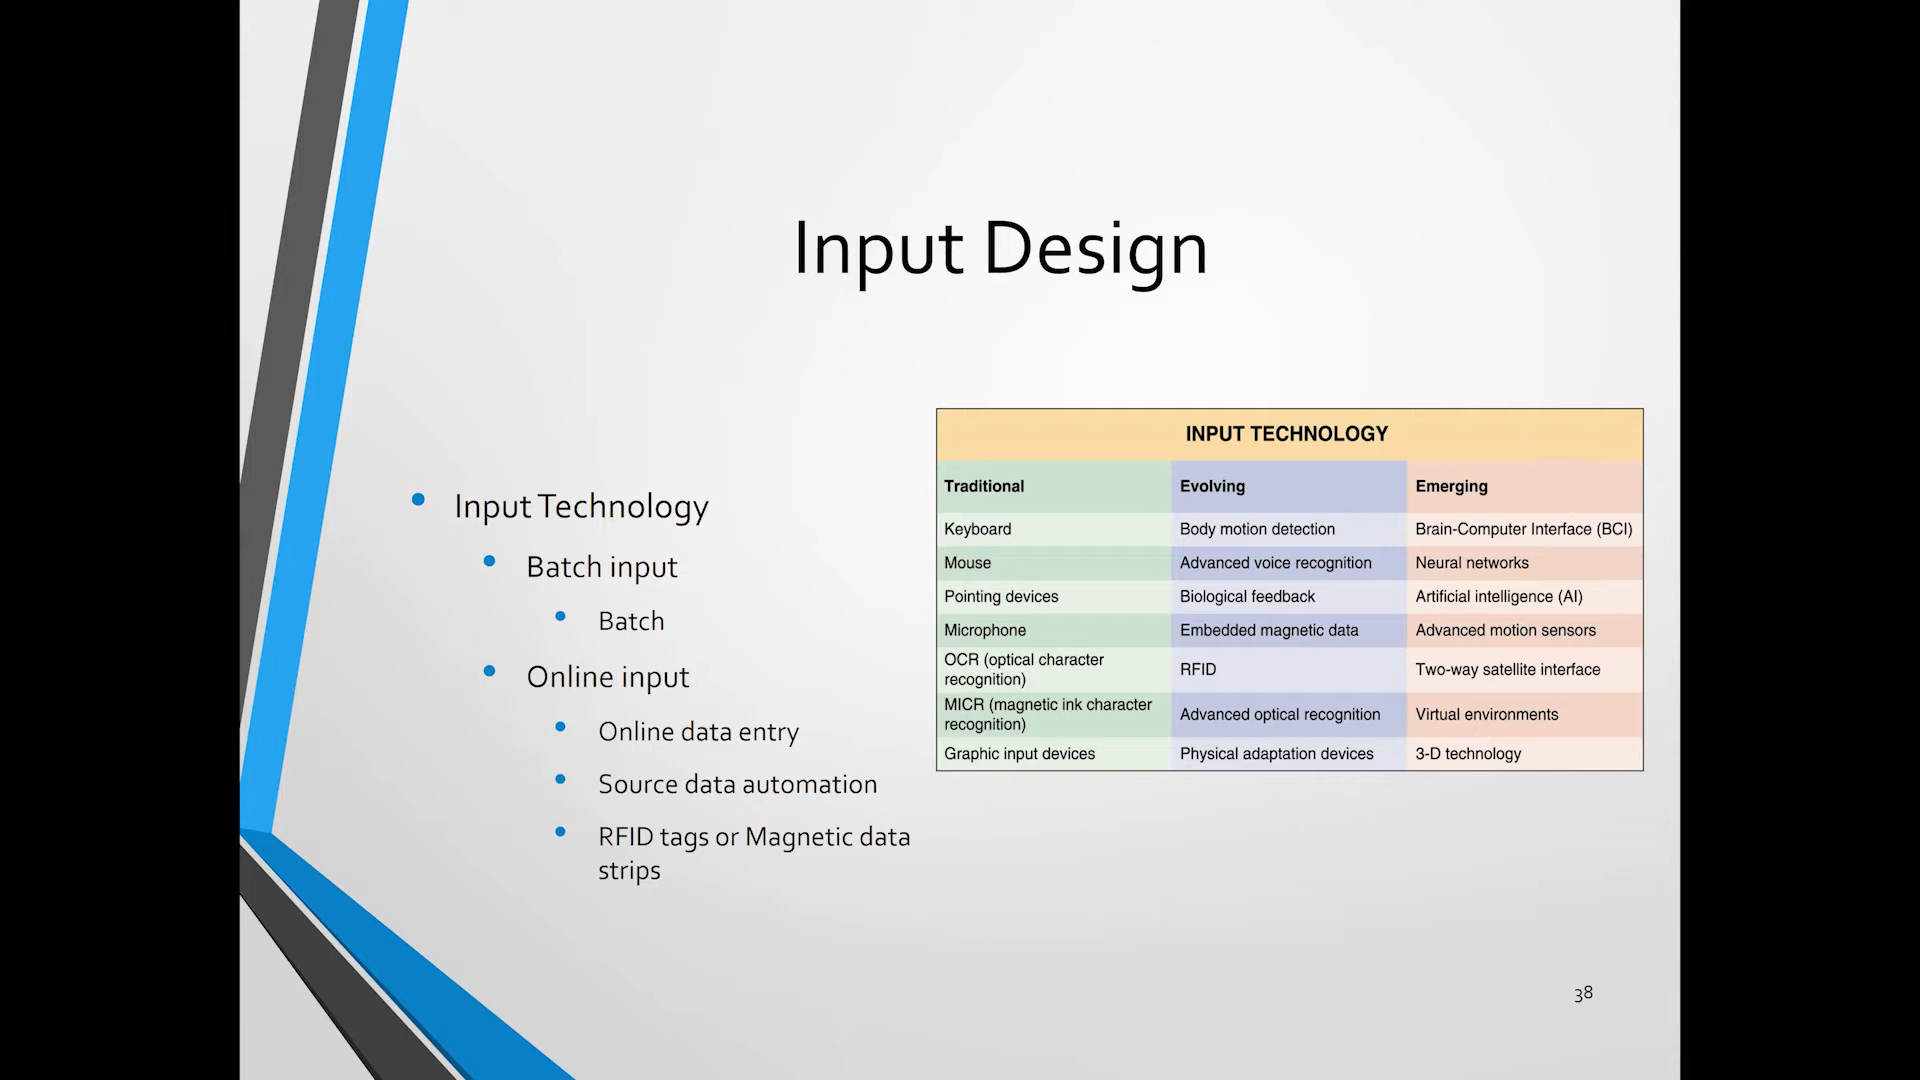 Input Design
Input Technology
Batch input
Batch
Online input
Online data entry
Source data automation
RFID tags or Magnetic data
strips
INPUT TECHNOLOGY
Traditional Evolving Emerging
Keyboard Body motion detection Brain-Computer Interface (BCI)
Mouse Advanced voice recognition Neural networks
Pointing devices Biological feedback Artificial intelligence (AI)
Microphone Embedded magnetic data Advanced motion sensors
OCR (optical character
recognition) RFID Two-way satellite interface
MICR (magnetic ink character
recognition) Advanced optical recognition Virtual environments
Graphic input devices Physical adaptation devices 3-D technology
38